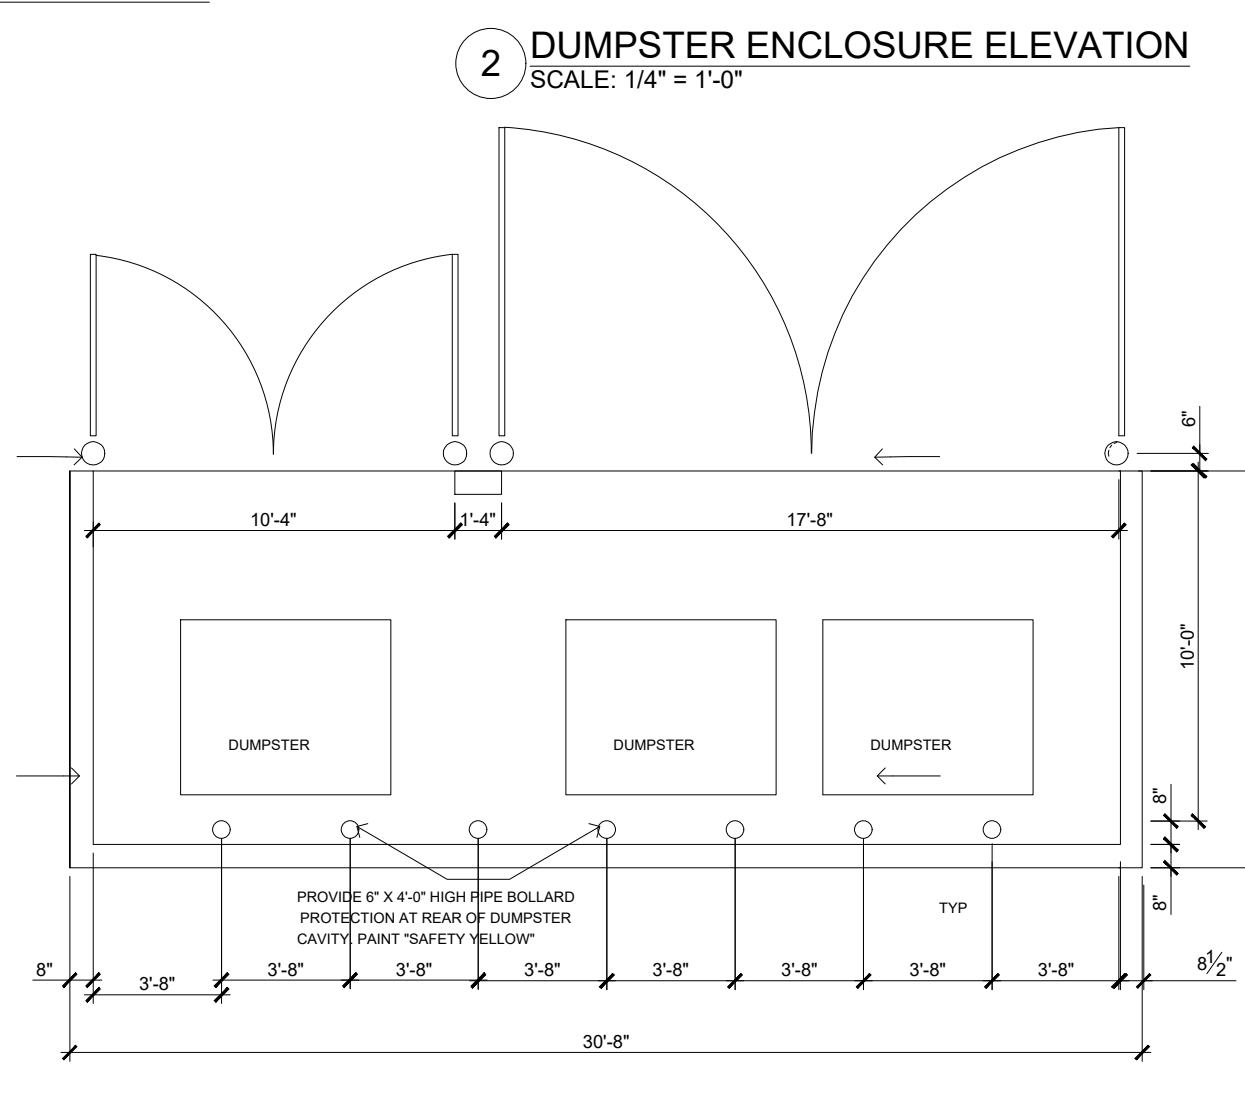 2
DUMPSTER ENCLOSURE ELEVATION
SCALE: 1/4" = 1'-0"
6"
10'-4"
1'-4"
17'-8"
10'-0"
DUMPSTER
DUMPSTER
DUMPSTER
8"
8"
PROVIDE 6" X 4'-0" HIGH PIPE BOLLARD
PROTECTION AT REAR OF DUMPSTER
CAVITY. PAINT "SAFETY YELLOW"
TYP
8"
3'-8"
3'-8"
3'-8"
3'-8"
3'-8"
3'-8"
3'-8"
3'-8"
8½"
30'-8"